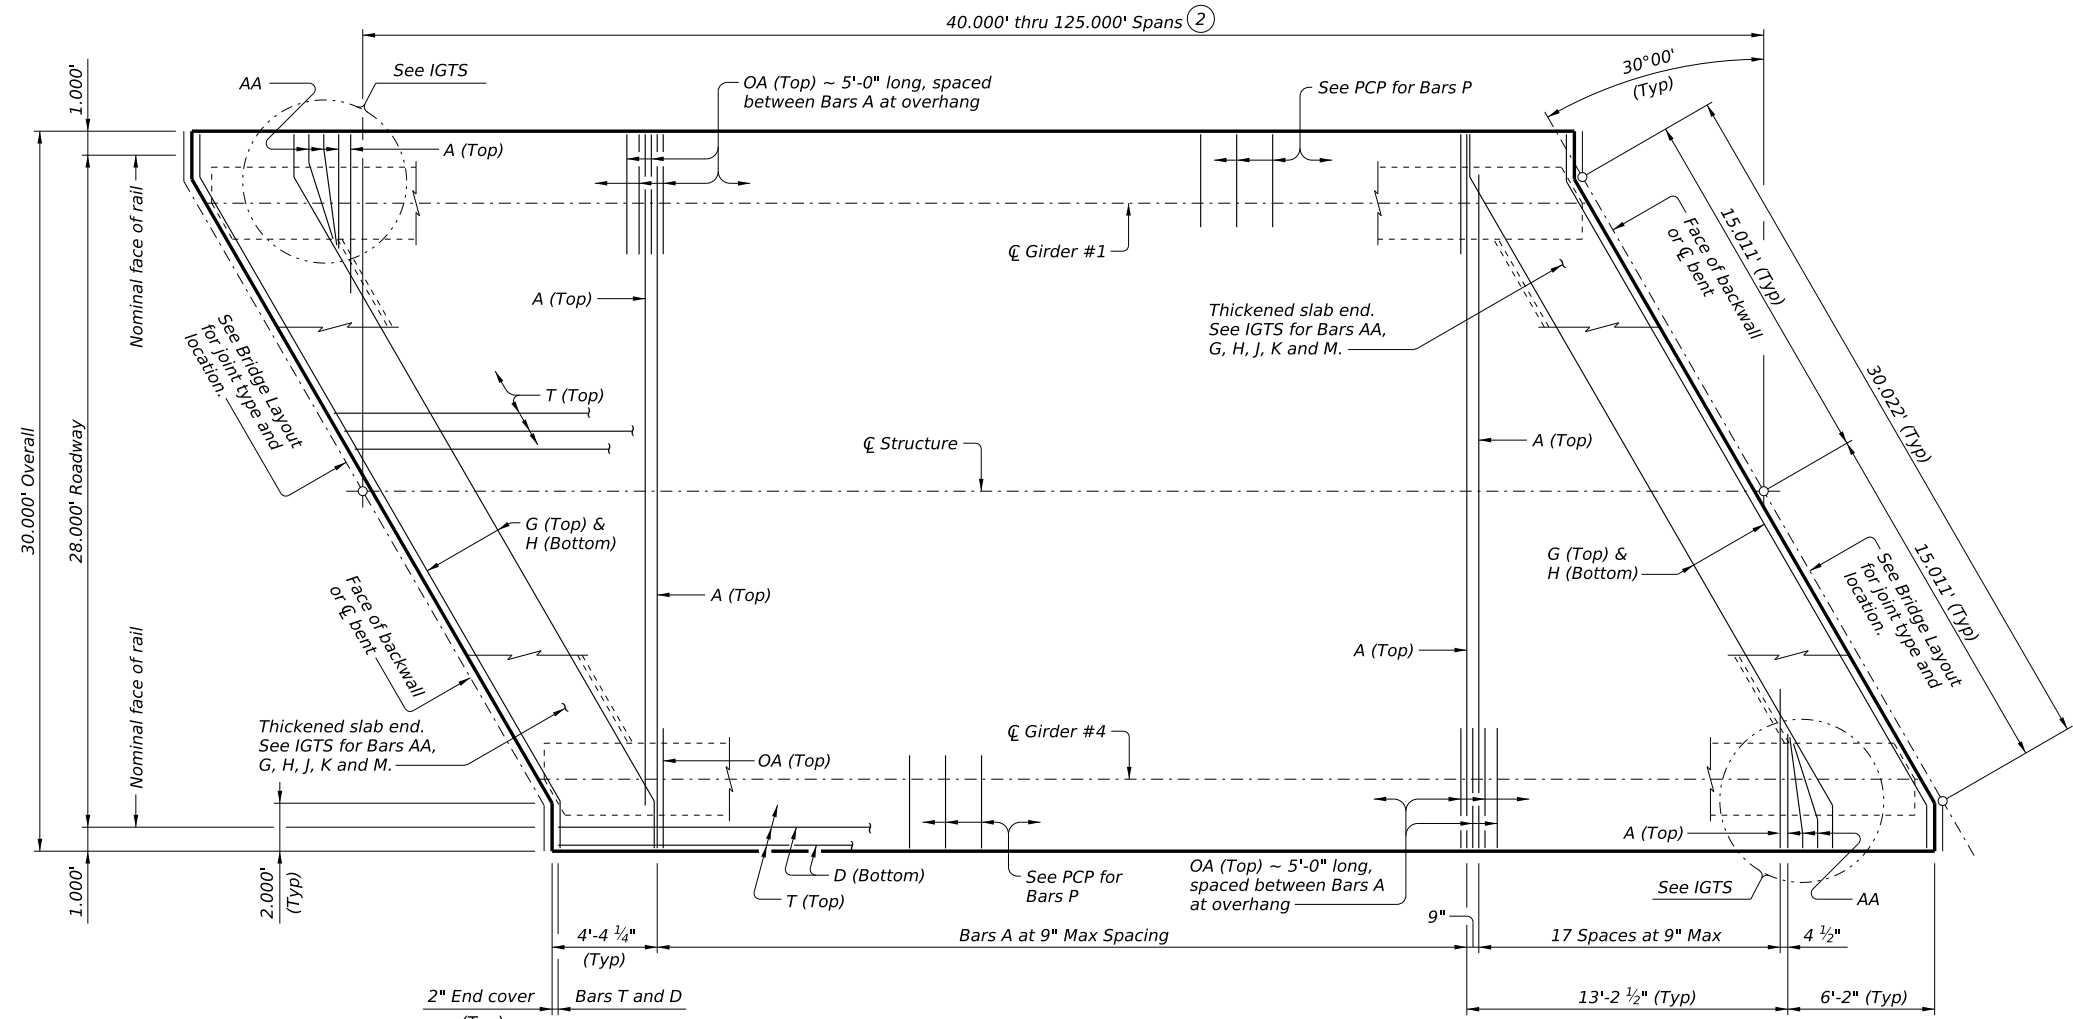 40.000' thru 125.000' Spans 2
AA
See IGTS
OA (Top) ~ 5'-0" long, spaced
between Bars A at overhang
See PCP for Bars P
30°00'
(Typ)
1.000'
A (Top)
Nominal face of rail
℄ Girder #1
A (Top)
Thickened slab end.
See IGTS for Bars AA,
G, H, J, K and M.
Face of backwall
or ℄ bent
15.011' (Typ)
30.022' (Typ)
See Bridge Layout
for joint type and
location.
T (Top)
℄ Structure
A (Top)
30.000' Overall
28.000' Roadway
G (Top) &
H (Bottom)
G (Top) &
H (Bottom)
15.011' (Typ)
See Bridge Layout
for joint type and
location.
Face of backwall
or ℄ bent
A (Top)
A (Top)
Nominal face of rail
Thickened slab end.
See IGTS for Bars AA,
G, H, J, K and M.
℄ Girder #4
OA (Top)
A (Top)
1.000'
2.000'
(Typ)
D (Bottom)
T (Top)
See PCP for
Bars P
OA (Top) ~ 5'-0" long,
spaced between Bars A
at overhang
See IGTS
AA
9"
4'-4 ¼"
(Typ)
Bars A at 9" Max Spacing
17 Spaces at 9" Max
4 ½"
2" End cover
(Typ)
Bars T and D
13'-2 ½" (Typ)
6'-2" (Typ)